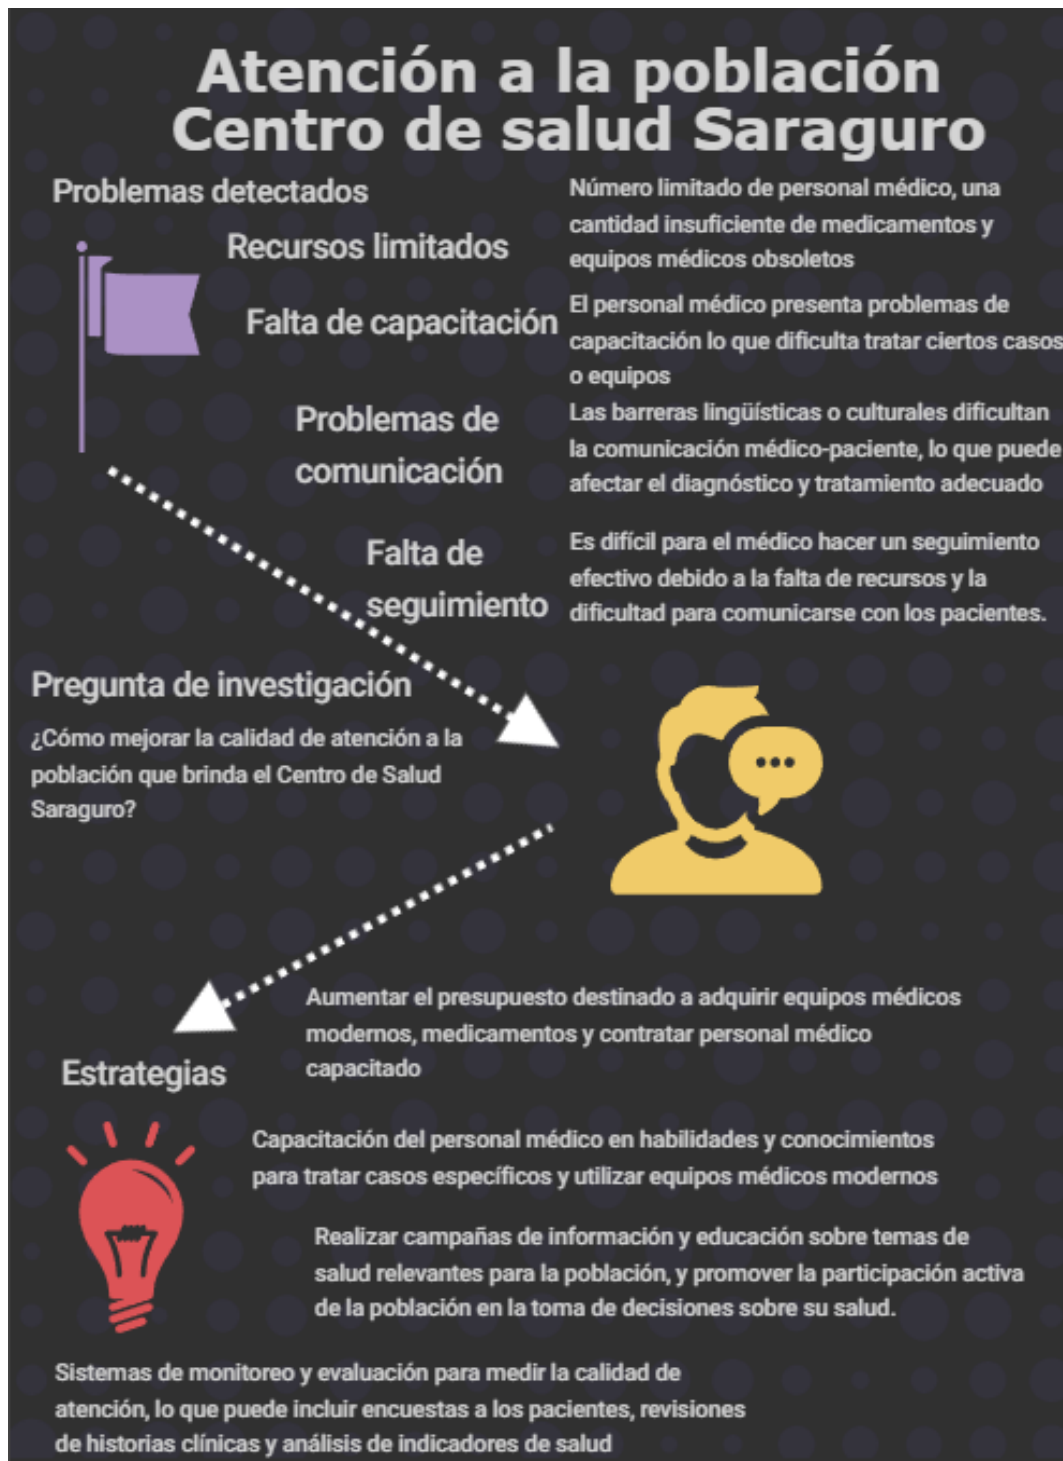 Atención a la población
Centro de salud Saraguro
Problemas detectados
Recursos limitados
Número limitado de personal médico, una
cantidad insuficiente de medicamentos y
equipos médicos obsoletos
Falta de capacitación
El personal médico presenta problemas de
capacitación lo que dificulta tratar ciertos casos
o equipos
Problemas de
comunicación
Las barreras lingüísticas o culturales dificultan
la comunicación médico-paciente, lo que puede
afectar el diagnóstico y tratamiento adecuado
Falta de
seguimiento
Es difícil para el médico hacer un seguimiento
efectivo debido a la falta de recursos y la
dificultad para comunicarse con los pacientes.
Pregunta de investigación
¿Cómo mejorar la calidad de atención a la
población que brinda el Centro de Salud
Saraguro?
Estrategias
Aumentar el presupuesto destinado a adquirir equipos médicos
modernos, medicamentos y contratar personal médico
capacitado
Capacitación del personal médico en habilidades y conocimientos
para tratar casos específicos y utilizar equipos médicos modernos
Realizar campañas de información y educación sobre temas de
salud relevantes para la población, y promover la participación activa
de la población en la toma de decisiones sobre su salud.
Sistemas de monitoreo y evaluación para medir la calidad de
atención, lo que puede incluir encuestas a los pacientes, revisiones
de historias clínicas y análisis de indicadores de salud